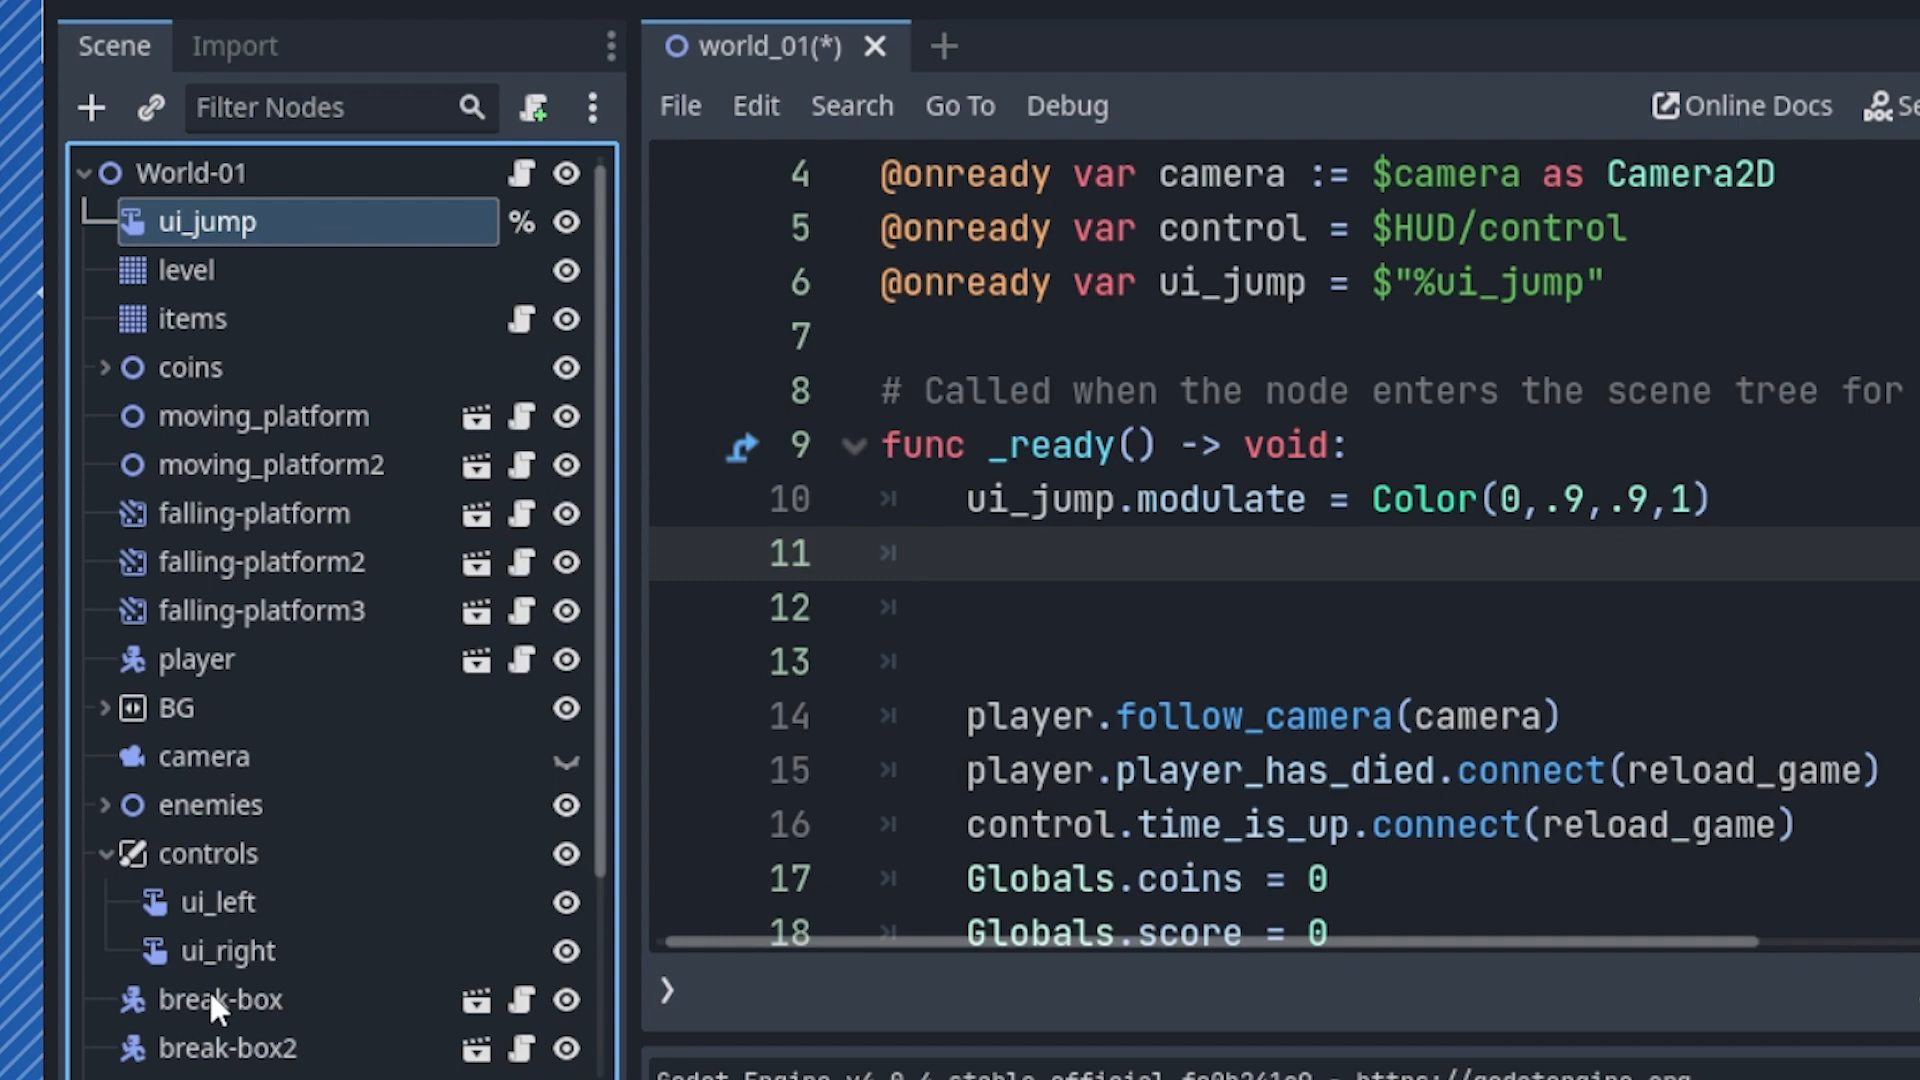 Scene
Import
Filter Nodes
World-01
ui_jump
%
level
items
coins
moving_platform
moving_platform2
falling-platform
falling-platform2
falling-platform3
player
BG
camera
enemies
controls
ui_left
ui_right
break-box
break-box2
world_01(*)
File Edit Search Go To Debug
Online Docs
DOC Se
4 @onready var camera := $camera as Camera2D
5 @onready var control = $HUD/control
6 @onready var ui_jump = $"%ui_jump"
7
8 # Called when the node enters the scene tree for
9 func _ready() -> void:
10 ui_jump.modulate = Color(0,.9,.9,1)
11
12
13
14 player.follow_camera(camera)
15 player.player_has_died.connect(reload_game)
16 control.time_is_up.connect(reload_game)
17 Globals.coins = 0
18 Globals.score = 0